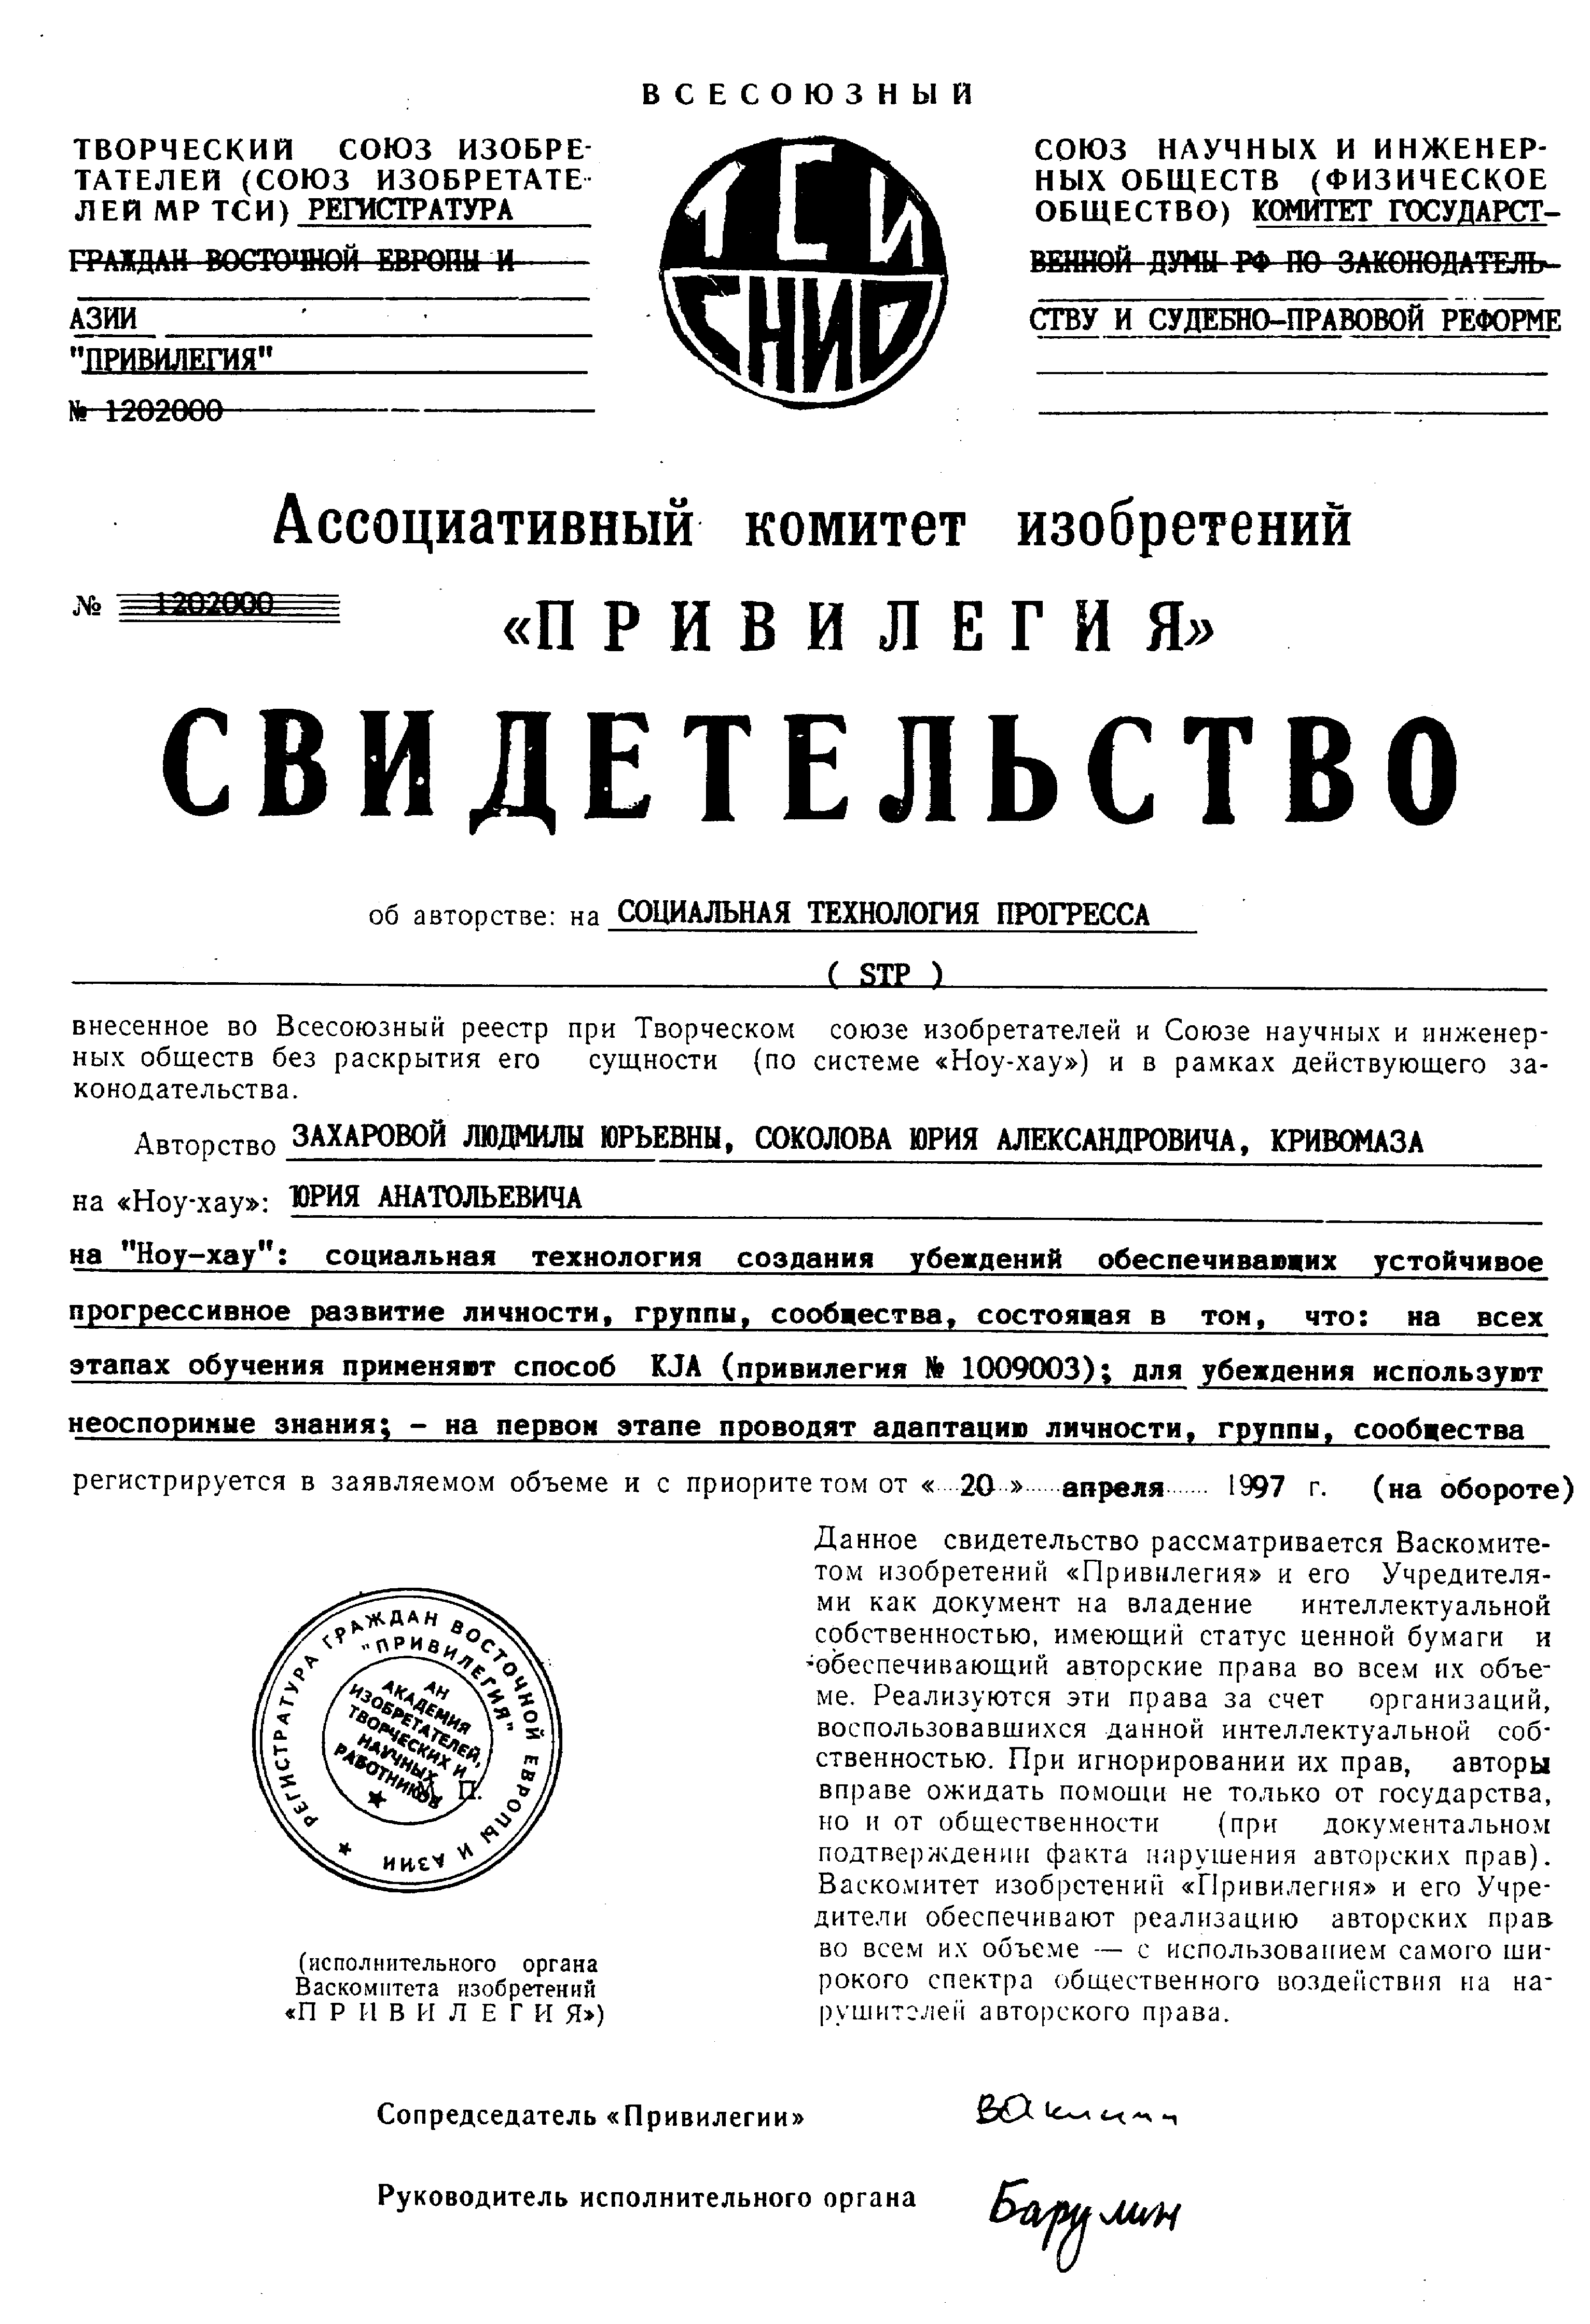 ВСЕСОЮЗНЫЙ
ТВОРЧЕСКИЙ СОЮЗ ИЗОБРЕ-
ТАТЕЛЕЙ (СОЮЗ ИЗОБРЕТАТЕ-
ЛЕЙ МР ТСИ) РЕГИСТРАТУРА
ГРАЖДАН ВОСТОЧНОЙ ЕВРОПЫ И
АЗИИ
"ПРИВИЛЕГИЯ"
№ 1202000
ТСИ
СНИО
СОЮЗ НАУЧНЫХ И ИНЖЕНЕР-
НЫХ ОБЩЕСТВ (ФИЗИЧЕСКОЕ
ОБЩЕСТВО) КОМИТЕТ ГОСУДАРСТ-
ВЕННОЙ ДУМЫ РФ ПО ЗАКОНОДАТЕЛЬ-
СТВУ И СУДЕБНО-ПРАВОВОЙ РЕФОРМЕ
Ассоциативный комитет изобретений
№ 1202000
«ПРИВИЛЕГИЯ»
СВИДЕТЕЛЬСТВО
об авторстве: на СОЦИАЛЬНАЯ ТЕХНОЛОГИЯ ПРОГРЕССА
( STP )
внесенное во Всесоюзный реестр при Творческом союзе изобретателей и Союзе научных и инженер-
ных обществ без раскрытия его сущности (по системе «Ноу-хау») и в рамках действующего за-
конодательства.
Авторство ЗАХАРОВОЙ ЛЮДМИЛЫ ЮРЬЕВНЫ, СОКОЛОВА ЮРИЯ АЛЕКСАНДРОВИЧА, КРИВОМАЗА
на «Ноу-хау»: ЮРИЯ АНАТОЛЬЕВИЧА
на "Ноу-хау": социальная технология создания убеждений обеспечивающих устойчивое
прогрессивное развитие личности, группы, сообщества, состоящая в том, что: на всех
этапах обучения применяют способ KJA (привилегия № 1009003); для убеждения используют
неоспоримые знания; - на первом этапе проводят адаптацию личности, группы, сообщества
регистрируется в заявляемом объеме и с приоритетом от « 20 » апреля 1997 г. (на обороте)
Данное свидетельство рассматривается Васкомите-
том изобретений «Привилегия» и его Учредителя-
ми как документ на владение интеллектуальной
собственностью, имеющий статус ценной бумаги и
обеспечивающий авторские права во всем их объе-
ме. Реализуются эти права за счет организаций,
воспользовавшихся данной интеллектуальной соб-
ственностью. При игнорировании их прав, авторы
вправе ожидать помощи не только от государства,
но и от общественности (при документальном
подтверждении факта нарушения авторских прав).
Васкомитет изобретений «Привилегия» и его Учре-
дители обеспечивают реализацию авторских прав
во всем их объеме — с использованием самого ши-
рокого спектра общественного воздействия на на-
рушителей авторского права.
РЕГИСТРАТУРА ГРАЖДАН ВОСТОЧНОЙ ЕВРОПЫ И АЗИИ
"ПРИВИЛЕГИЯ"
АН
АКАДЕМИЯ
ИЗОБРЕТАТЕЛЕЙ,
ТВОРЧЕСКИХ И
НАУЧНЫХ
РАБОТНИКОВ
М. П.
(исполнительного органа
Васкомитета изобретений
«ПРИВИЛЕГИЯ»)
Сопредседатель «Привилегии»
Руководитель исполнительного органа Барулин